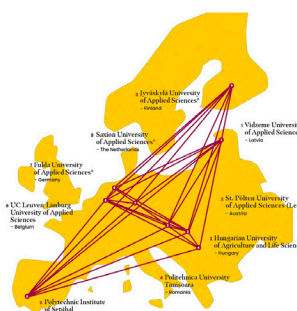 9 Jyväskylä University
of Applied Sciences*
- Finland
8 Saxion University
of Applied Sciences*
- The Netherlands
1 Vidzeme Universi
of Applied Science
- Latvia
7 Fulda University
of Applied Sciences*
- Germany
6 UC Leuven Limburg
University of Applied
Sciences
- Belgium
2 St. Pölten University
of Applied Sciences (Le
- Austria
3 Hungarian University
of Agriculture and Life Scien
- Hungary
4 Politehnica University
Timișoara
- Romania
5 Polytechnic Institute
of Setúbal